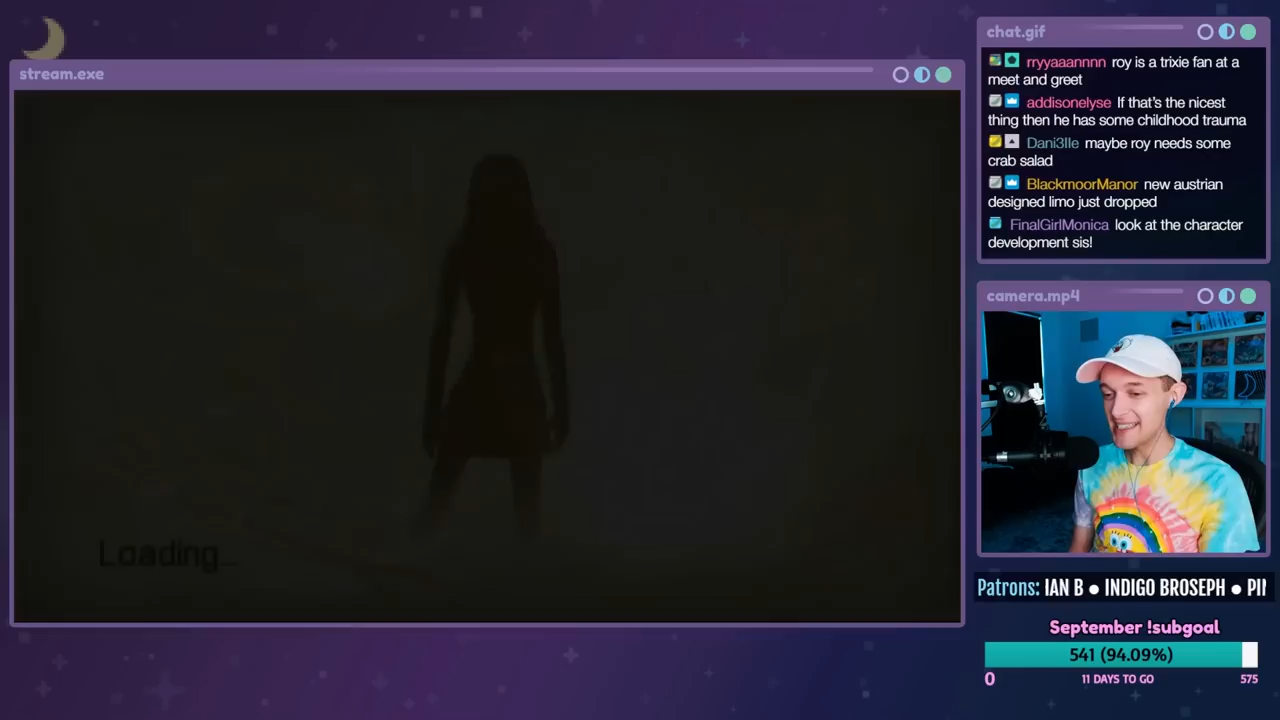 stream.exe
Loading...
chat.gif
rryyaaannnn roy is a trixie fan at a
meet and greet
addisonelyse If that's the nicest
thing then he has some childhood trauma
Dani3lle maybe roy needs some
crab salad
BlackmoorManor new austrian
designed limo just dropped
FinalGirlMonica look at the character
development sis!
camera.mp4
Patrons: IAN B ● INDIGO BROSEPH ● PI
September !subgoal
541 (94.09%)
0 11 DAYS TO GO 575